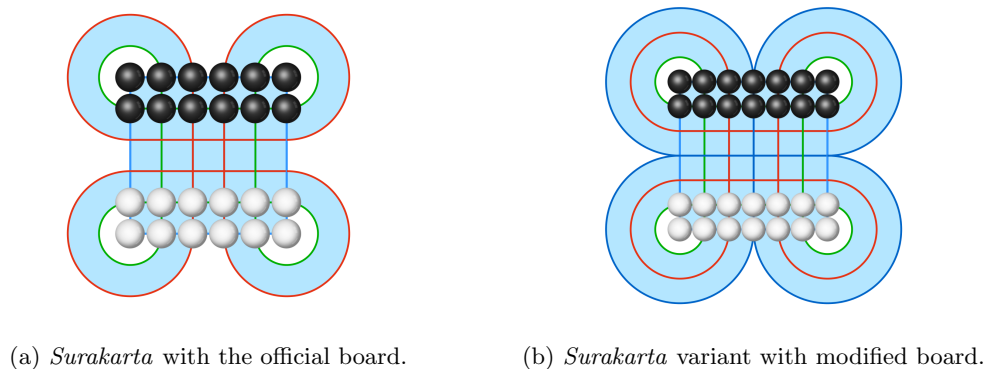 (a) Surakarta with the official board.
(b) Surakarta variant with modified board.